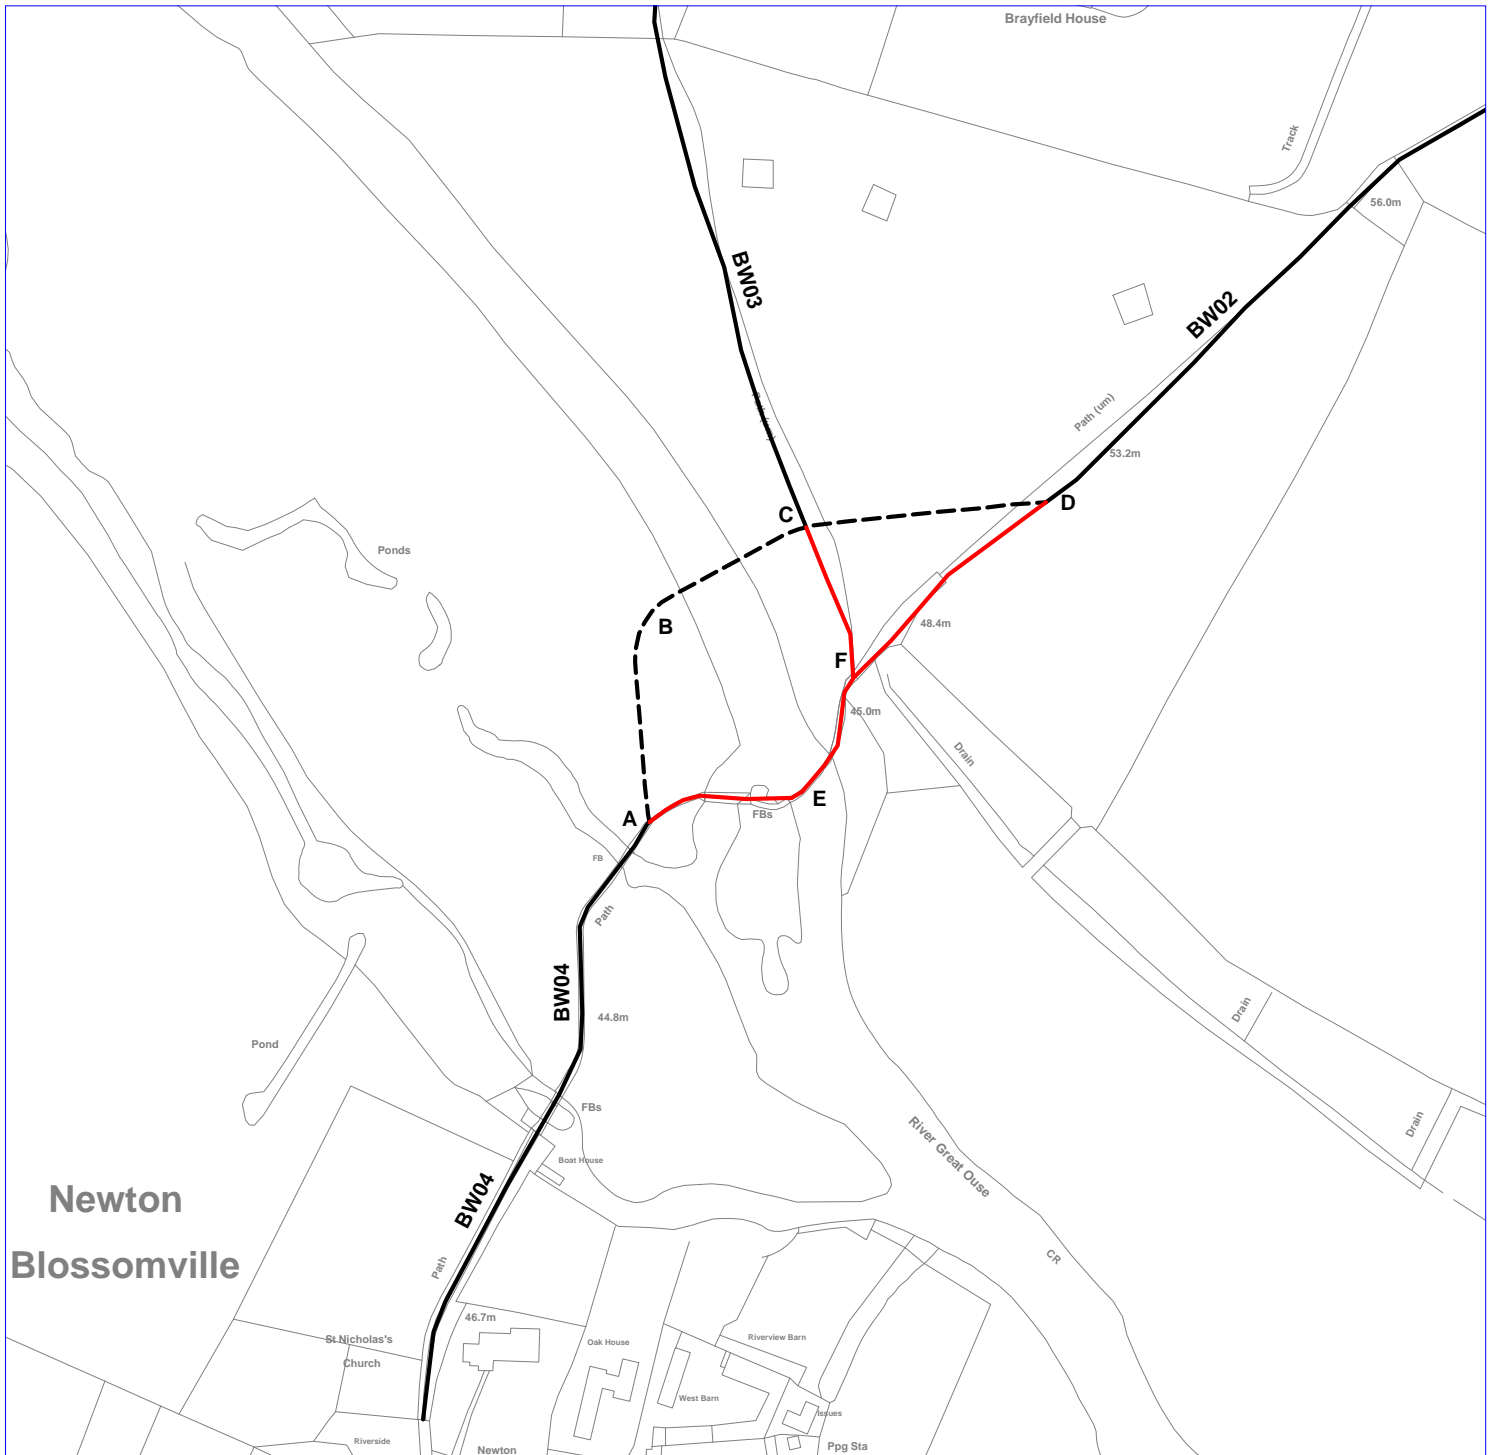 Brayfield House
Track
56.0m
BW03
BW02
Path (um)
53.2m
C
D
Ponds
B
48.4m
F
45.0m
Drain
A
E
FBs
FB
Path
BW04
44.8m
Drain
Pond
FBs
Drain
River Great Ouse
Boat House
Newton
Blossomville
BW04
Path
CR
46.7m
St Nicholas's
Church
Oak House
Riverview Barn
West Barn
Issues
Riverside
Newton
Ppg Sta